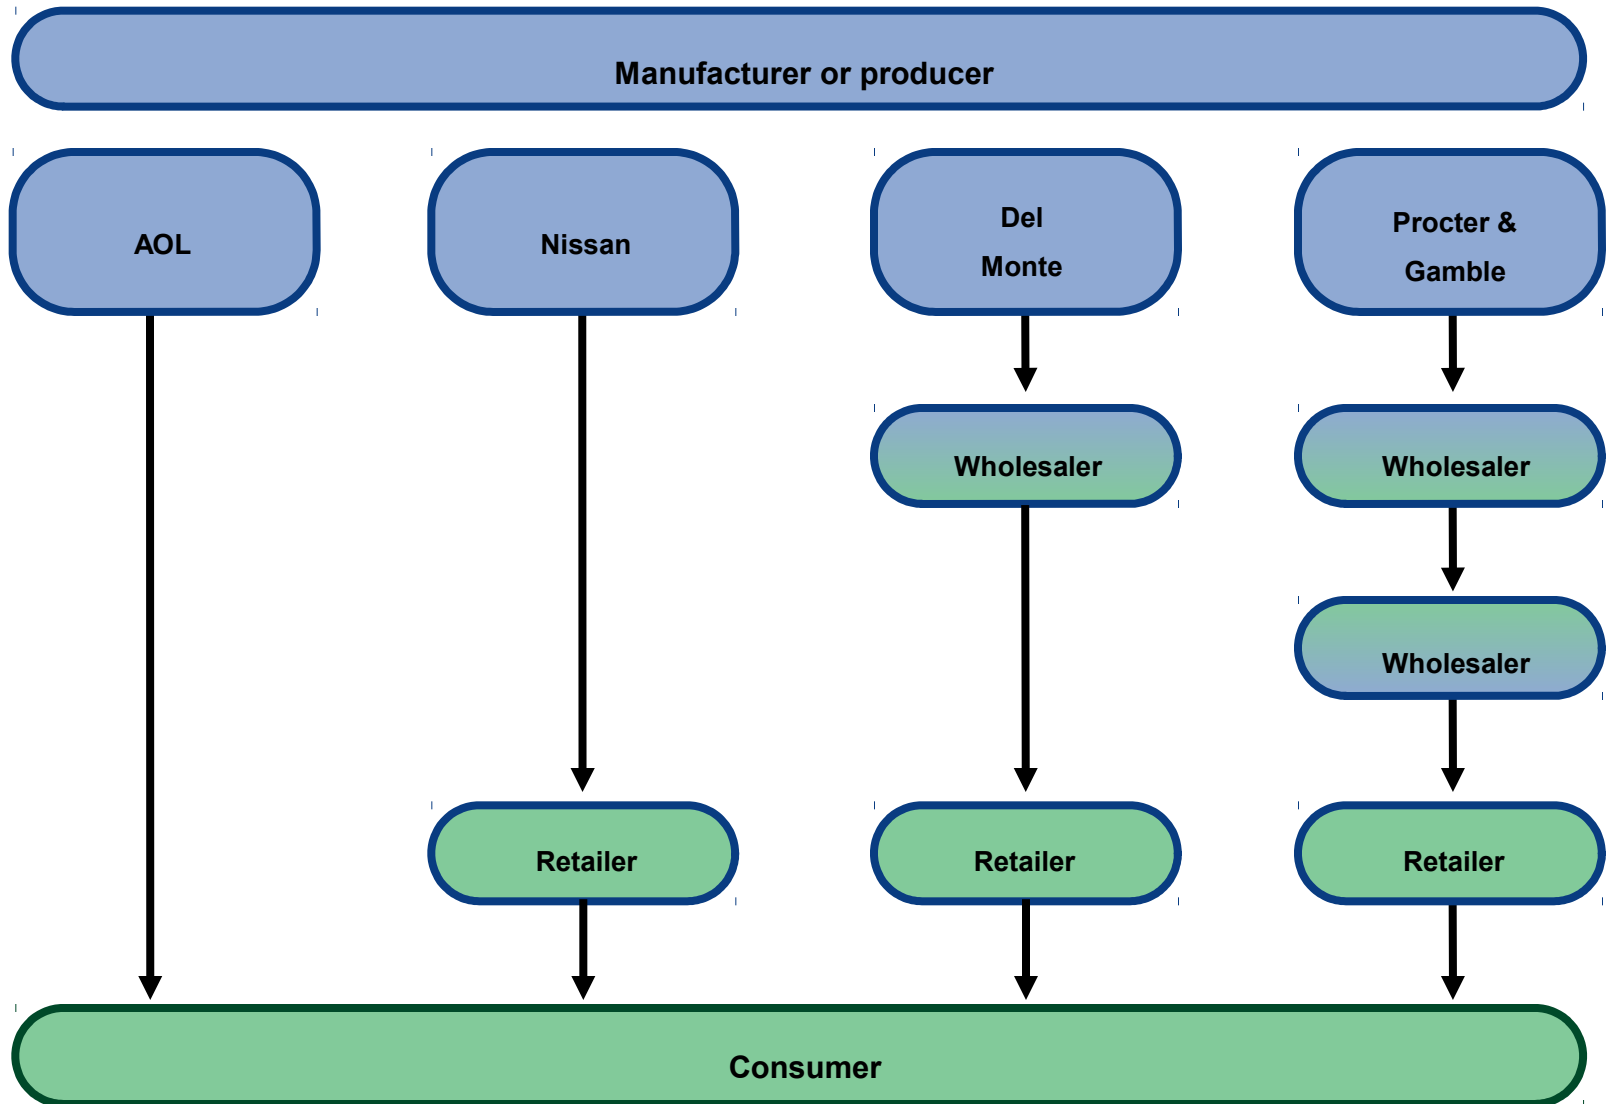 Manufacturer or producer
AOL
Nissan
Del
Monte
Procter &
Gamble
Wholesaler
Wholesaler
Wholesaler
Retailer
Retailer
Retailer
Consumer